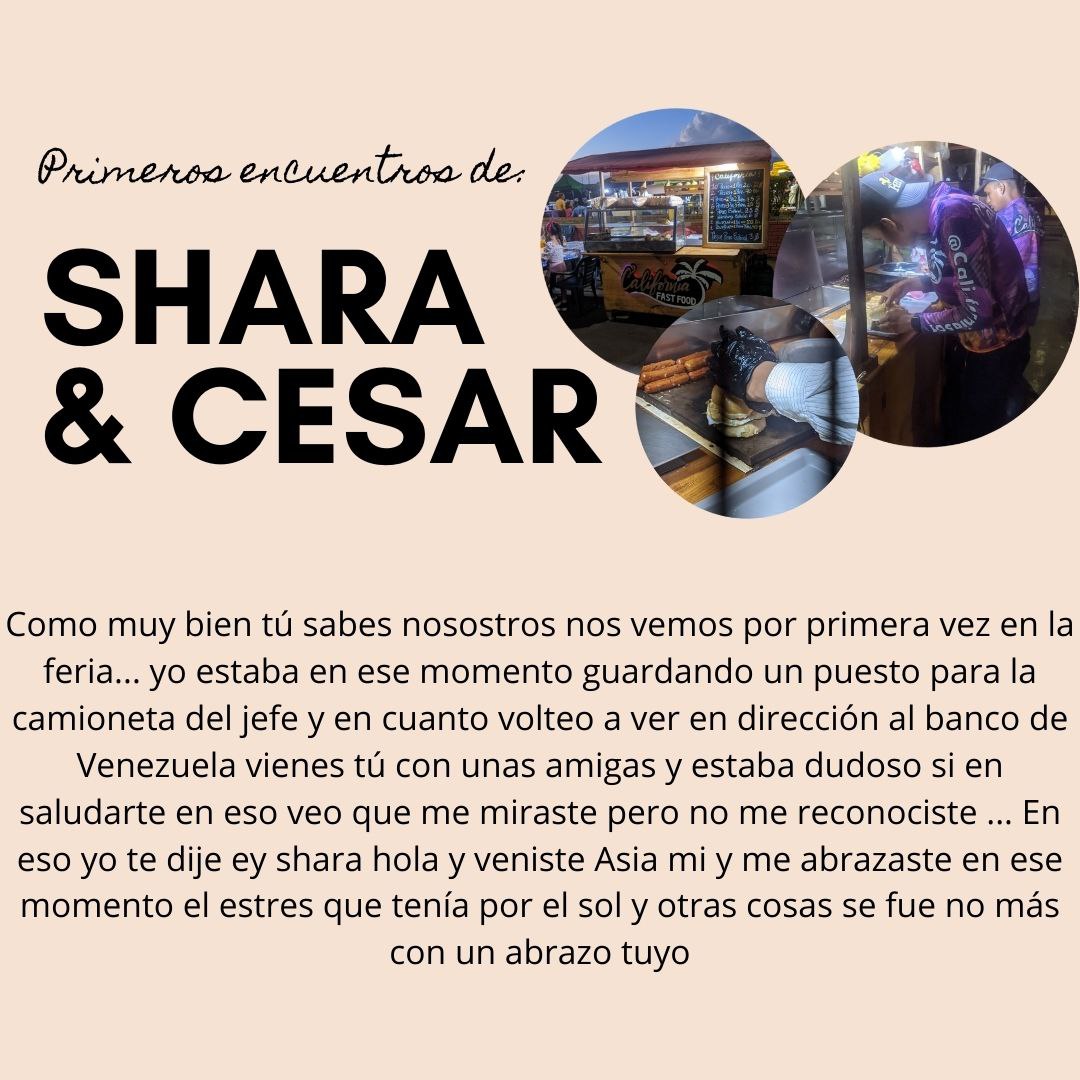 Primeros encuentros de:
SHARA
& CESAR
California
California
FAST FOOD
@Cali
Como muy bien tú sabes nosostros nos vemos por primera vez en la
feria... yo estaba en ese momento guardando un puesto para la
camioneta del jefe y en cuanto volteo a ver en dirección al banco de
Venezuela vienes tú con unas amigas y estaba dudoso si en
saludarte en eso veo que me miraste pero no me reconociste ... En
eso yo te dije ey shara hola y veniste Asia mi y me abrazaste en ese
momento el estres que tenía por el sol y otras cosas se fue no más
con un abrazo tuyo